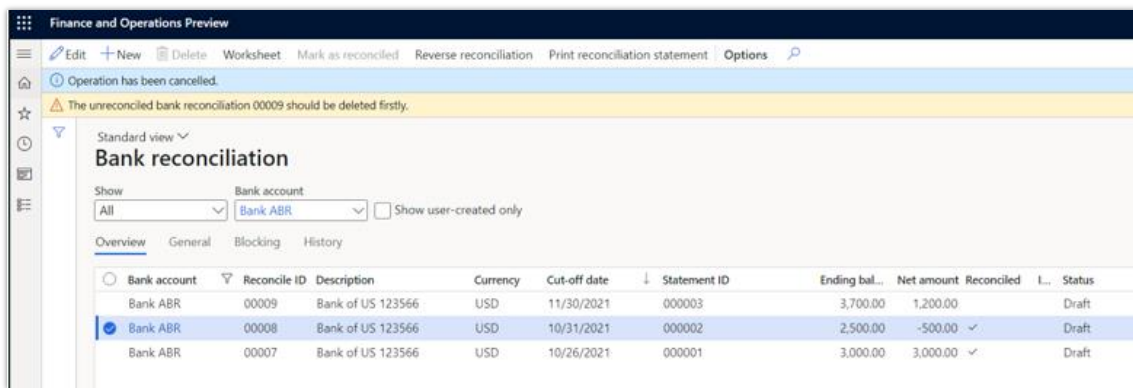 Finance and Operations Preview
Edit New Delete Worksheet Mark as reconciled Reverse reconciliation Print reconciliation statement Options
Operation has been cancelled.
The unreconciled bank reconciliation 00009 should be deleted firstly.
Standard view
Bank reconciliation
Show Bank account
All Bank ABR Show user-created only
Overview General Blocking History
Bank account Reconcile ID Description Currency Cut-off date Statement ID Ending bal... Net amount Reconciled I... Status
Bank ABR 00009 Bank of US 123566 USD 11/30/2021 000003 3,700.00 1,200.00 Draft
Bank ABR 00008 Bank of US 123566 USD 10/31/2021 000002 2,500.00 -500.00 Draft
Bank ABR 00007 Bank of US 123566 USD 10/26/2021 000001 3,000.00 3,000.00 Draft